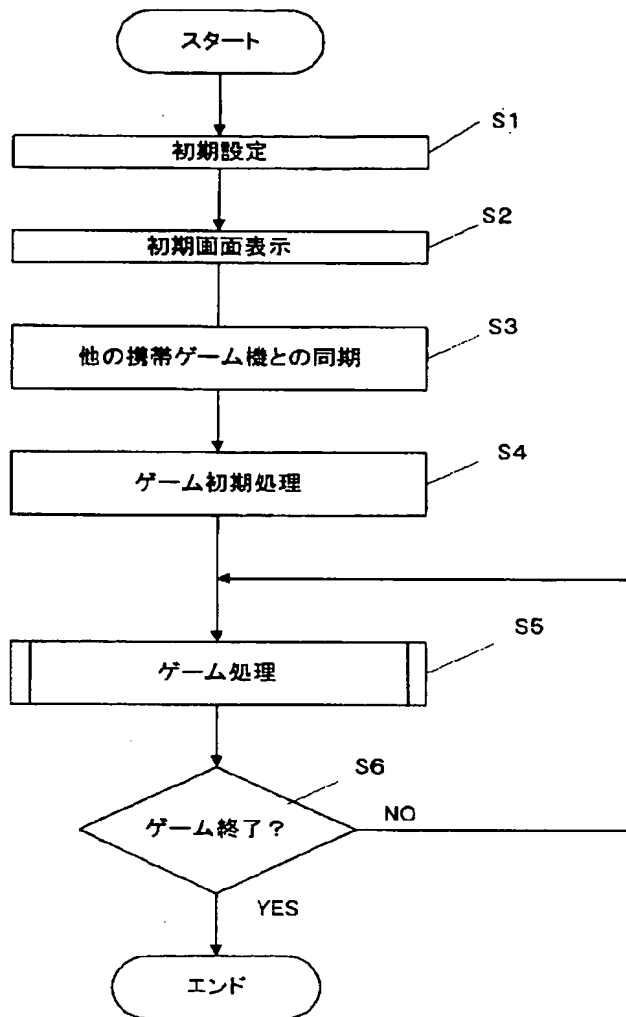 スタート
S1
初期設定
S2
初期画面表示
S3
他の携帯ゲーム機との同期
S4
ゲーム初期処理
S5
ゲーム処理
S6
ゲーム終了？
NO
YES
エンド